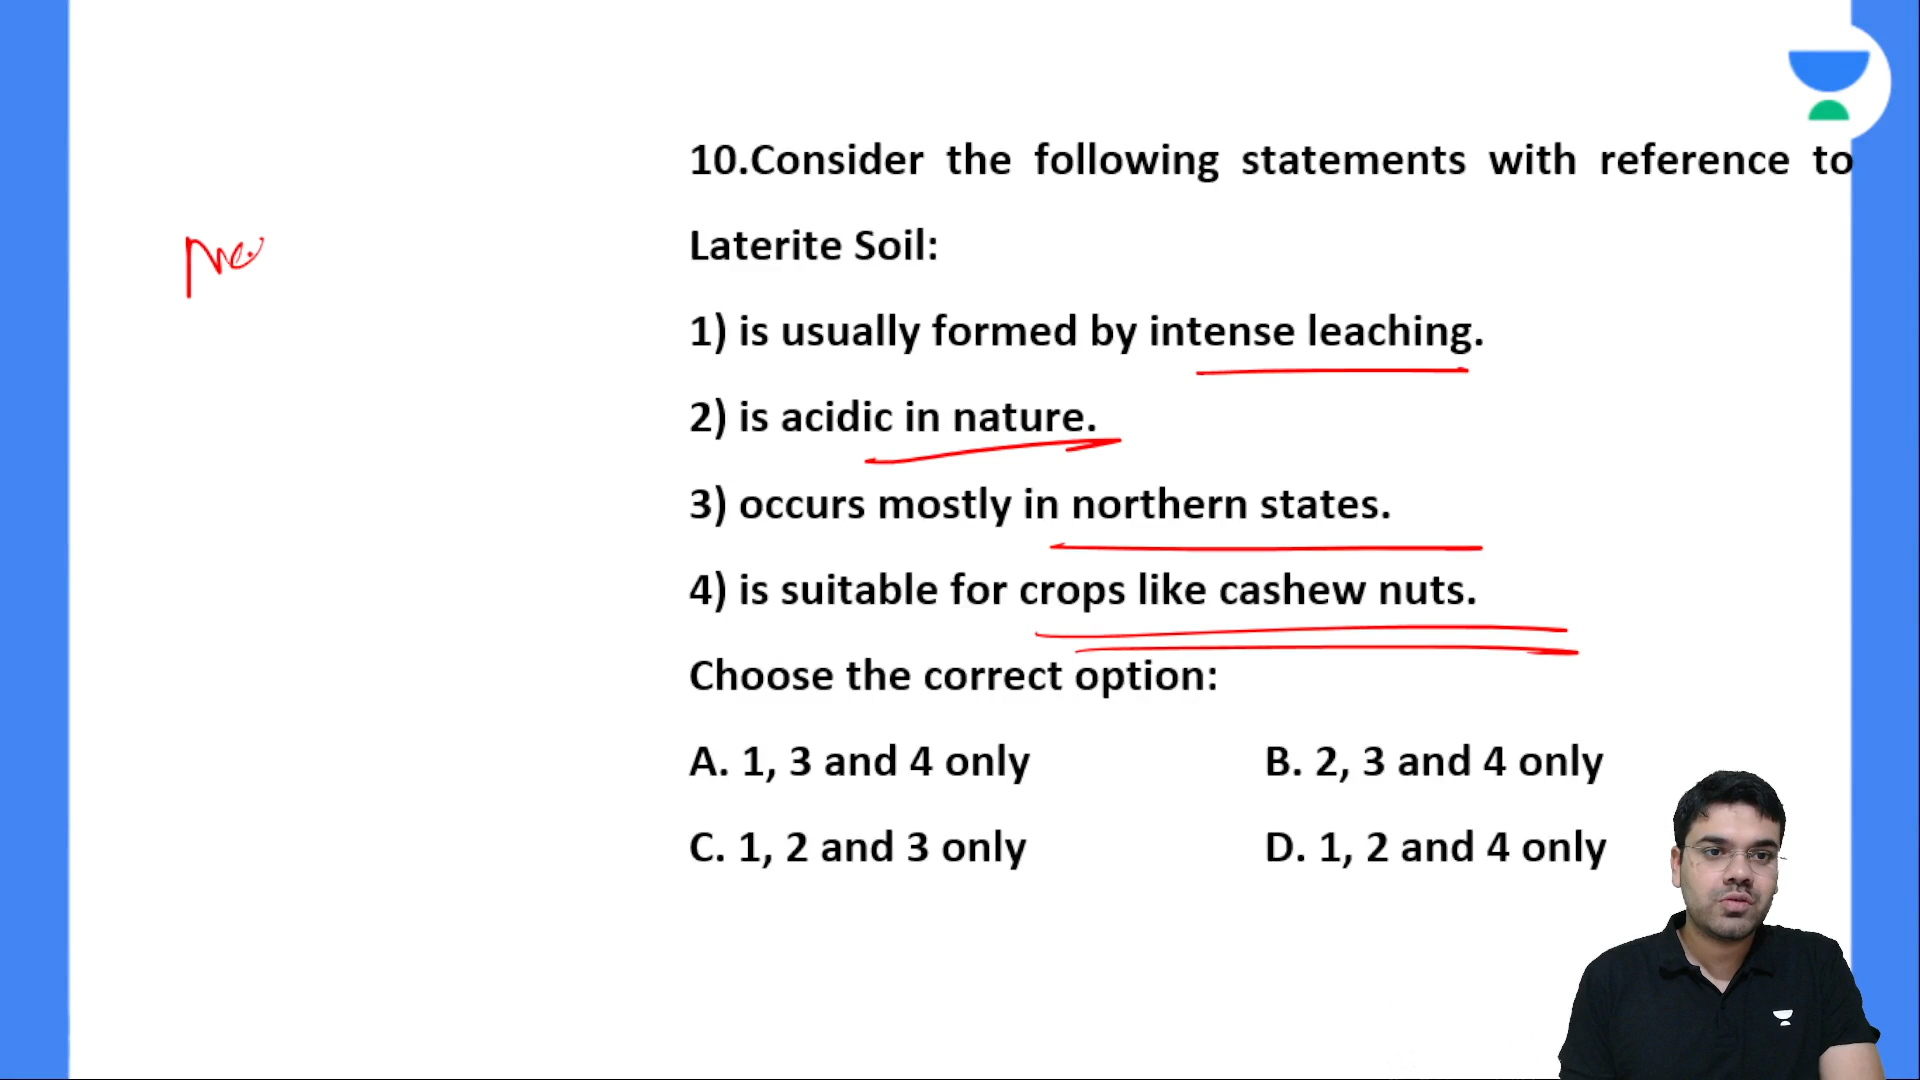 10.Consider the following statements with reference to
Laterite Soil:
1) is usually formed by intense leaching.
2) is acidic in nature.
3) occurs mostly in northern states.
4) is suitable for crops like cashew nuts.
Choose the correct option:
A. 1, 3 and 4 only B. 2, 3 and 4 only
C. 1, 2 and 3 only D. 1, 2 and 4 only